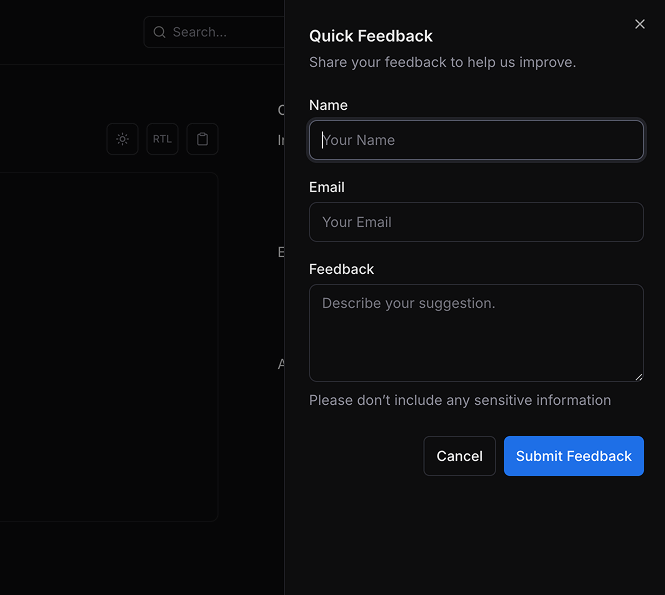 Search...
RTL
Quick Feedback
Share your feedback to help us improve.
Name
Your Name
Email
Your Email
Feedback
Describe your suggestion.
Please don’t include any sensitive information
Cancel
Submit Feedback